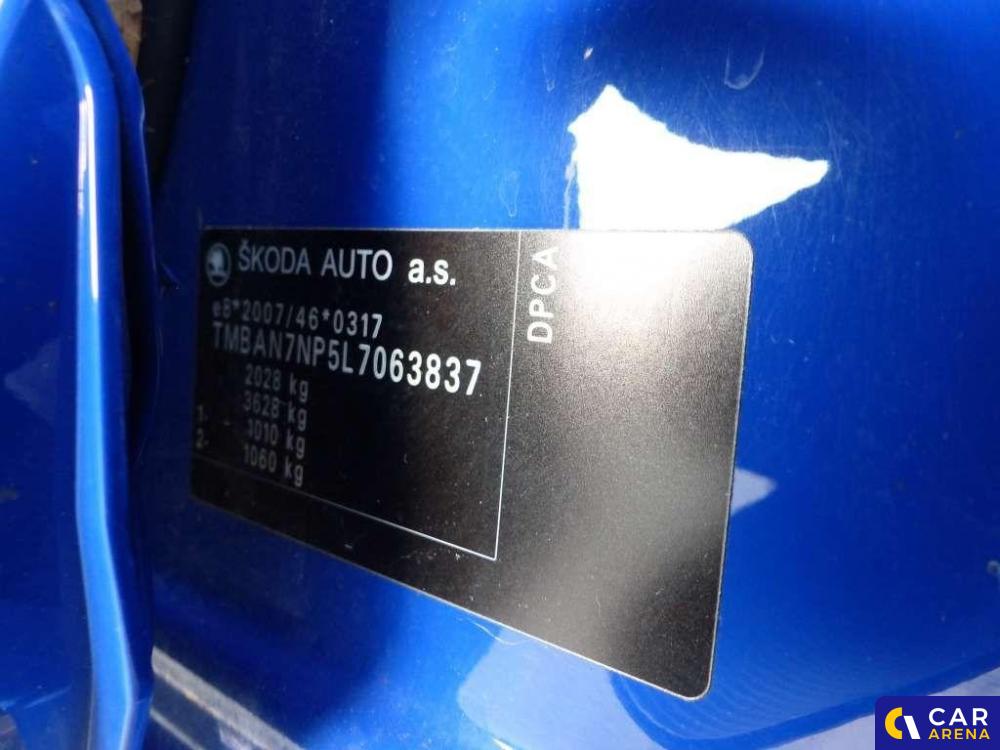 ŠKODA AUTO a.s.
e8*2007/46*0317
TMBAN7NP5L7063837
2028 kg
3628 kg
1- 1010 kg
2- 1060 kg
DPCA
CAR
ARENA